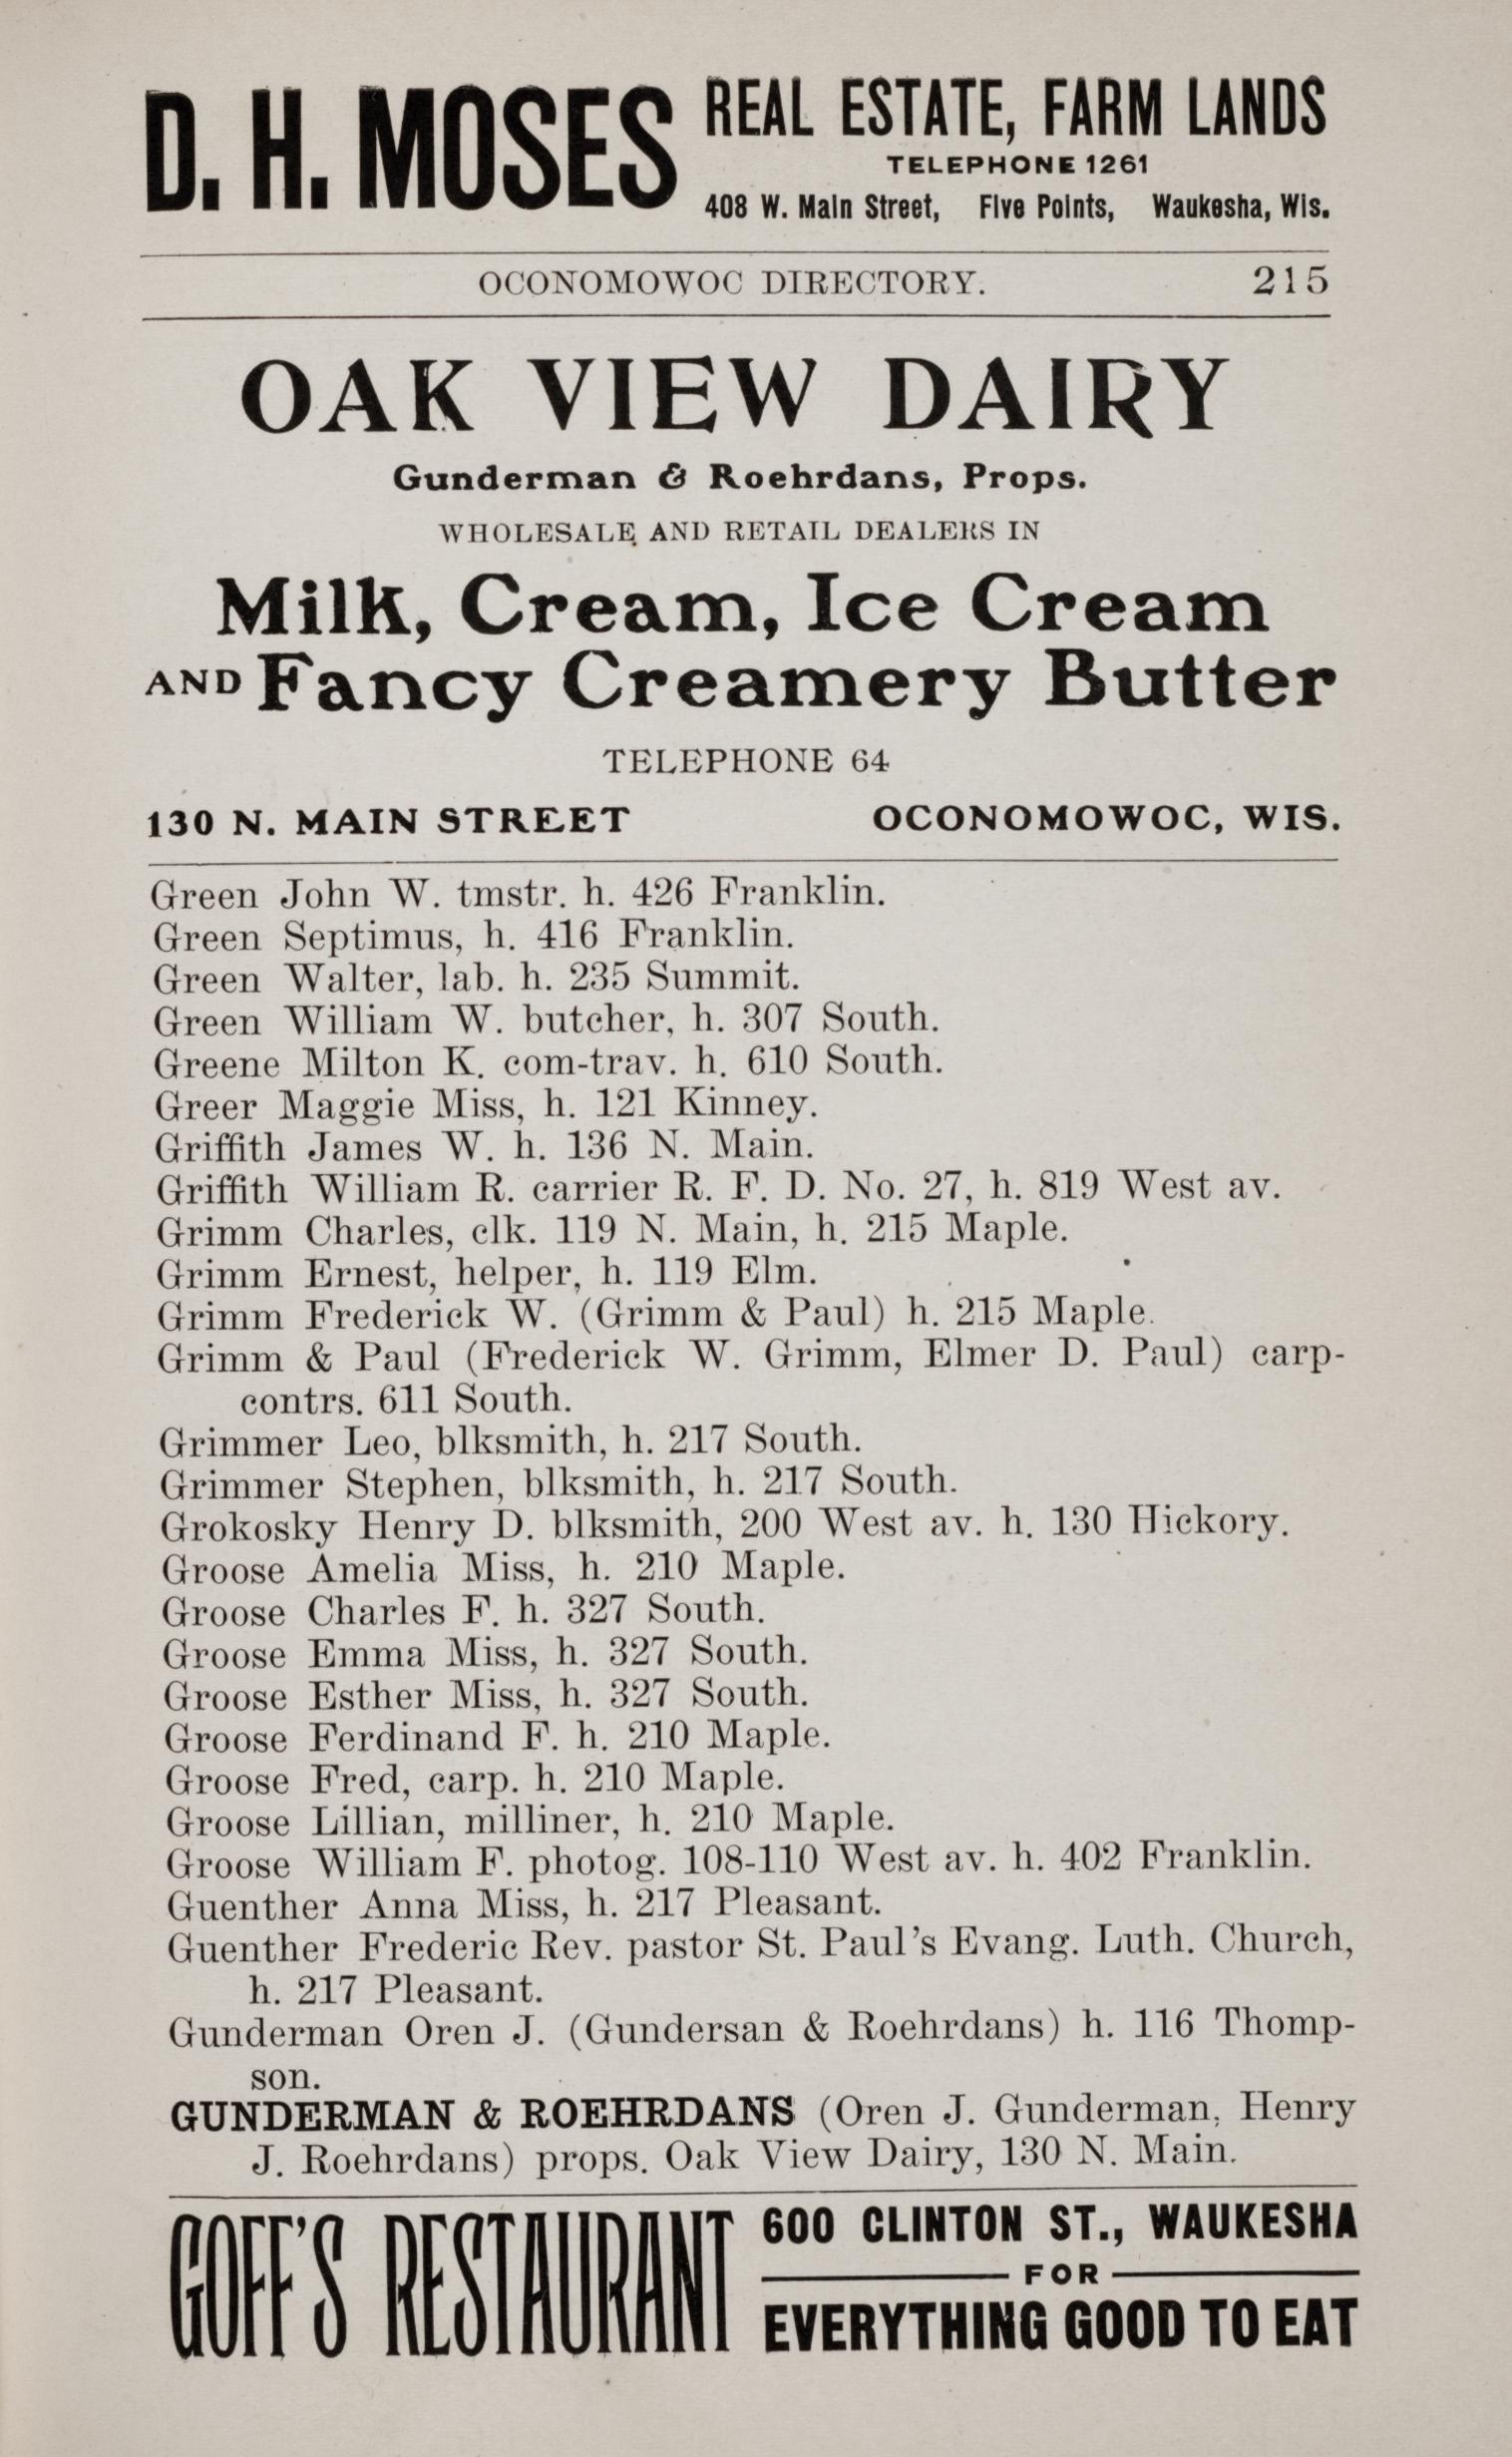 D. H. MOSES
REAL ESTATE, FARM LANDS
TELEPHONE 1261
408 W. Main Street, Five Points, Waukesha, Wis.
OCONOMOWOC DIRECTORY. 215
OAK VIEW DAIRY
Gunderman & Roehrdans, Props.
WHOLESALE AND RETAIL DEALERS IN
Milk, Cream, Ice Cream
AND Fancy Creamery Butter
TELEPHONE 64
130 N. MAIN STREET OCONOMOWOC, WIS.
Green John W. tmstr. h. 426 Franklin.
Green Septimus, h. 416 Franklin.
Green Walter, lab. h. 235 Summit.
Green William W. butcher, h. 307 South.
Greene Milton K. com-trav. h. 610 South.
Greer Maggie Miss, h. 121 Kinney.
Griffith James W. h. 136 N. Main.
Griffith William R. carrier R. F. D. No. 27, h. 819 West av.
Grimm Charles, clk. 119 N. Main, h. 215 Maple.
Grimm Ernest, helper, h. 119 Elm.
Grimm Frederick W. (Grimm & Paul) h. 215 Maple.
Grimm & Paul (Frederick W. Grimm, Elmer D. Paul) carp-
contrs. 611 South.
Grimmer Leo, blksmith, h. 217 South.
Grimmer Stephen, blksmith, h. 217 South.
Grokosky Henry D. blksmith, 200 West av. h. 130 Hickory.
Groose Amelia Miss, h. 210 Maple.
Groose Charles F. h. 327 South.
Groose Emma Miss, h. 327 South.
Groose Esther Miss, h. 327 South.
Groose Ferdinand F. h. 210 Maple.
Groose Fred, carp. h. 210 Maple.
Groose Lillian, milliner, h. 210 Maple.
Groose William F. photog. 108-110 West av. h. 402 Franklin.
Guenther Anna Miss, h. 217 Pleasant.
Guenther Frederic Rev. pastor St. Paul's Evang. Luth. Church,
h. 217 Pleasant.
Gunderman Oren J. (Gundersan & Roehrdans) h. 116 Thomp-
son.
GUNDERMAN & ROEHRDANS (Oren J. Gunderman, Henry
J. Roehrdans) props. Oak View Dairy, 130 N. Main.
GOFF'S RESTAURANT
600 CLINTON ST., WAUKESHA
FOR
EVERYTHING GOOD TO EAT